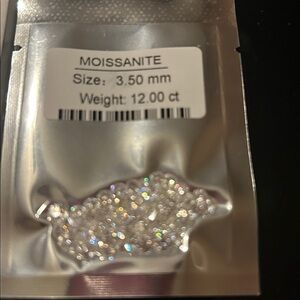 MOISSANITE
Size: 3.50 mm
Weight: 12.00 ct